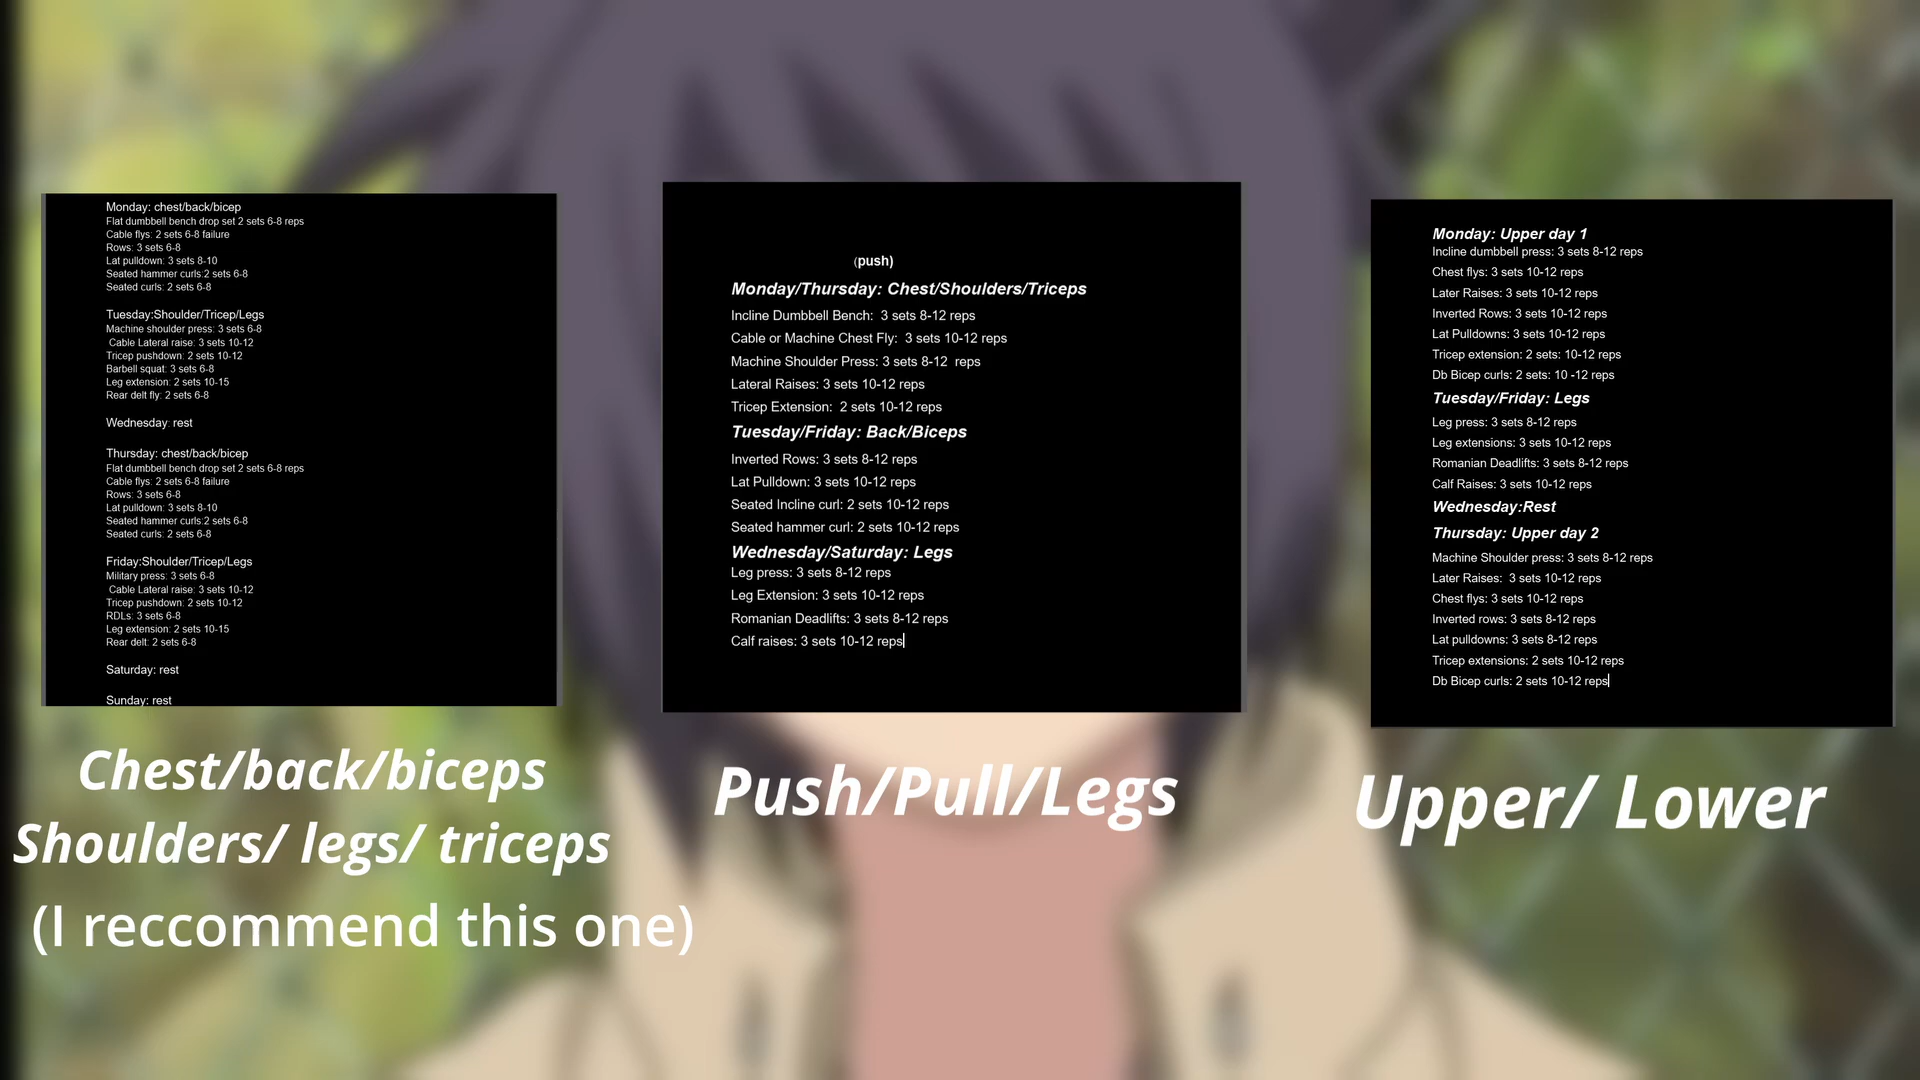 Monday: chest/back/bicep
Flat dumbbell bench drop set 2 sets 6-8 reps
Cable flys: 2 sets 6-8 failure
Rows: 3 sets 6-8
Lat pulldown: 3 sets 8-10
Seated hammer curls:2 sets 6-8
Seated curls: 2 sets 6-8
Tuesday:Shoulder/Tricep/Legs
Machine shoulder press: 3 sets 6-8
Cable Lateral raise: 3 sets 10-12
Tricep pushdown: 2 sets 10-12
Barbell squat: 3 sets 6-8
Leg extension: 2 sets 10-15
Rear delt fly: 2 sets 6-8
Wednesday: rest
Thursday: chest/back/bicep
Flat dumbbell bench drop set 2 sets 6-8 reps
Cable flys: 2 sets 6-8 failure
Rows: 3 sets 6-8
Lat pulldown: 3 sets 8-10
Seated hammer curls:2 sets 6-8
Seated curls: 2 sets 6-8
Friday:Shoulder/Tricep/Legs
Military press: 3 sets 6-8
Cable Lateral raise: 3 sets 10-12
Tricep pushdown: 2 sets 10-12
RDLs: 3 sets 6-8
Leg extension: 2 sets 10-15
Rear delt: 2 sets 6-8
Saturday: rest
Sunday: rest
Chest/back/biceps
Shoulders/ legs/ triceps
(I reccommend this one)
(push)
Monday/Thursday: Chest/Shoulders/Triceps
Incline Dumbbell Bench:  3 sets 8-12 reps
Cable or Machine Chest Fly:  3 sets 10-12 reps
Machine Shoulder Press: 3 sets 8-12  reps
Lateral Raises: 3 sets 10-12 reps
Tricep Extension:  2 sets 10-12 reps
Tuesday/Friday: Back/Biceps
Inverted Rows: 3 sets 8-12 reps
Lat Pulldown: 3 sets 10-12 reps
Seated Incline curl: 2 sets 10-12 reps
Seated hammer curl: 2 sets 10-12 reps
Wednesday/Saturday: Legs
Leg press: 3 sets 8-12 reps
Leg Extension: 3 sets 10-12 reps
Romanian Deadlifts: 3 sets 8-12 reps
Calf raises: 3 sets 10-12 reps
Push/Pull/Legs
Monday: Upper day 1
Incline dumbbell press: 3 sets 8-12 reps
Chest flys: 3 sets 10-12 reps
Later Raises: 3 sets 10-12 reps
Inverted Rows: 3 sets 10-12 reps
Lat Pulldowns: 3 sets 10-12 reps
Tricep extension: 2 sets: 10-12 reps
Db Bicep curls: 2 sets: 10 -12 reps
Tuesday/Friday: Legs
Leg press: 3 sets 8-12 reps
Leg extensions: 3 sets 10-12 reps
Romanian Deadlifts: 3 sets 8-12 reps
Calf Raises: 3 sets 10-12 reps
Wednesday:Rest
Thursday: Upper day 2
Machine Shoulder press: 3 sets 8-12 reps
Later Raises:  3 sets 10-12 reps
Chest flys: 3 sets 10-12 reps
Inverted rows: 3 sets 8-12 reps
Lat pulldowns: 3 sets 8-12 reps
Tricep extensions: 2 sets 10-12 reps
Db Bicep curls: 2 sets 10-12 reps
Upper/ Lower